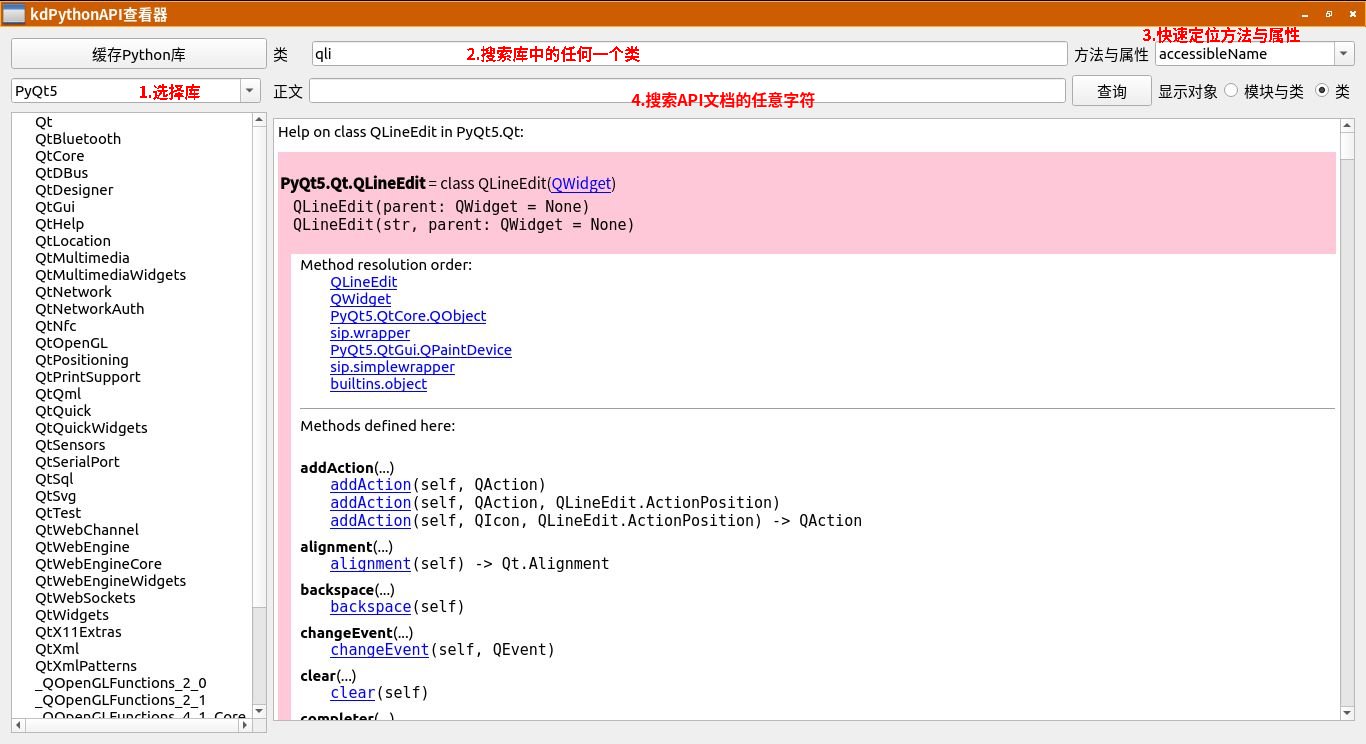 kdPythonAPI查看器
3.快速定位方法与属性
缓存Python库
类
qli
2.搜索库中的任何一个类
方法与属性
accessibleName
PyQt5
1.选择库
正文
4.搜索API文档的任意字符
查询
显示对象
模块与类
类
Qt
QtBluetooth
QtCore
QtDBus
QtDesigner
QtGui
QtHelp
QtLocation
QtMultimedia
QtMultimediaWidgets
QtNetwork
QtNetworkAuth
QtNfc
QtOpenGL
QtPositioning
QtPrintSupport
QtQml
QtQuick
QtQuickWidgets
QtSensors
QtSerialPort
QtSql
QtSvg
QtTest
QtWebChannel
QtWebEngine
QtWebEngineCore
QtWebEngineWidgets
QtWebSockets
QtWidgets
QtX11Extras
QtXml
QtXmlPatterns
_QOpenGLFunctions_2_0
_QOpenGLFunctions_2_1
_QOpenGLFunctions_4_1_Core
Help on class QLineEdit in PyQt5.Qt:
PyQt5.Qt.QLineEdit = class QLineEdit(QWidget)
QLineEdit(parent: QWidget = None)
QLineEdit(str, parent: QWidget = None)
Method resolution order:
QLineEdit
QWidget
PyQt5.QtCore.QObject
sip.wrapper
PyQt5.QtGui.QPaintDevice
sip.simplewrapper
builtins.object
Methods defined here:
addAction(...)
addAction(self, QAction)
addAction(self, QAction, QLineEdit.ActionPosition)
addAction(self, QIcon, QLineEdit.ActionPosition) -> QAction
alignment(...)
alignment(self) -> Qt.Alignment
backspace(...)
backspace(self)
changeEvent(...)
changeEvent(self, QEvent)
clear(...)
clear(self)
completer(...)